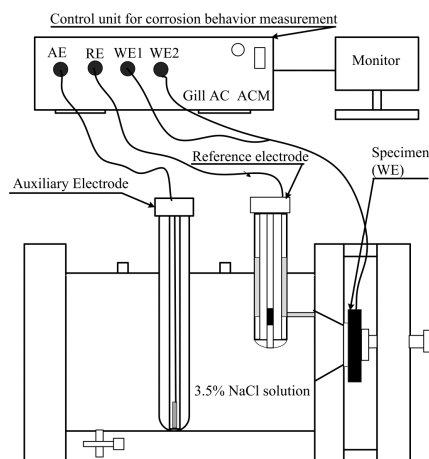 Control unit for corrosion behavior measurement
AE RE WE1 WE2
Gill AC ACM
Monitor
Reference electrode
Specimen
(WE)
Auxiliary Electrode
3.5% NaCl solution